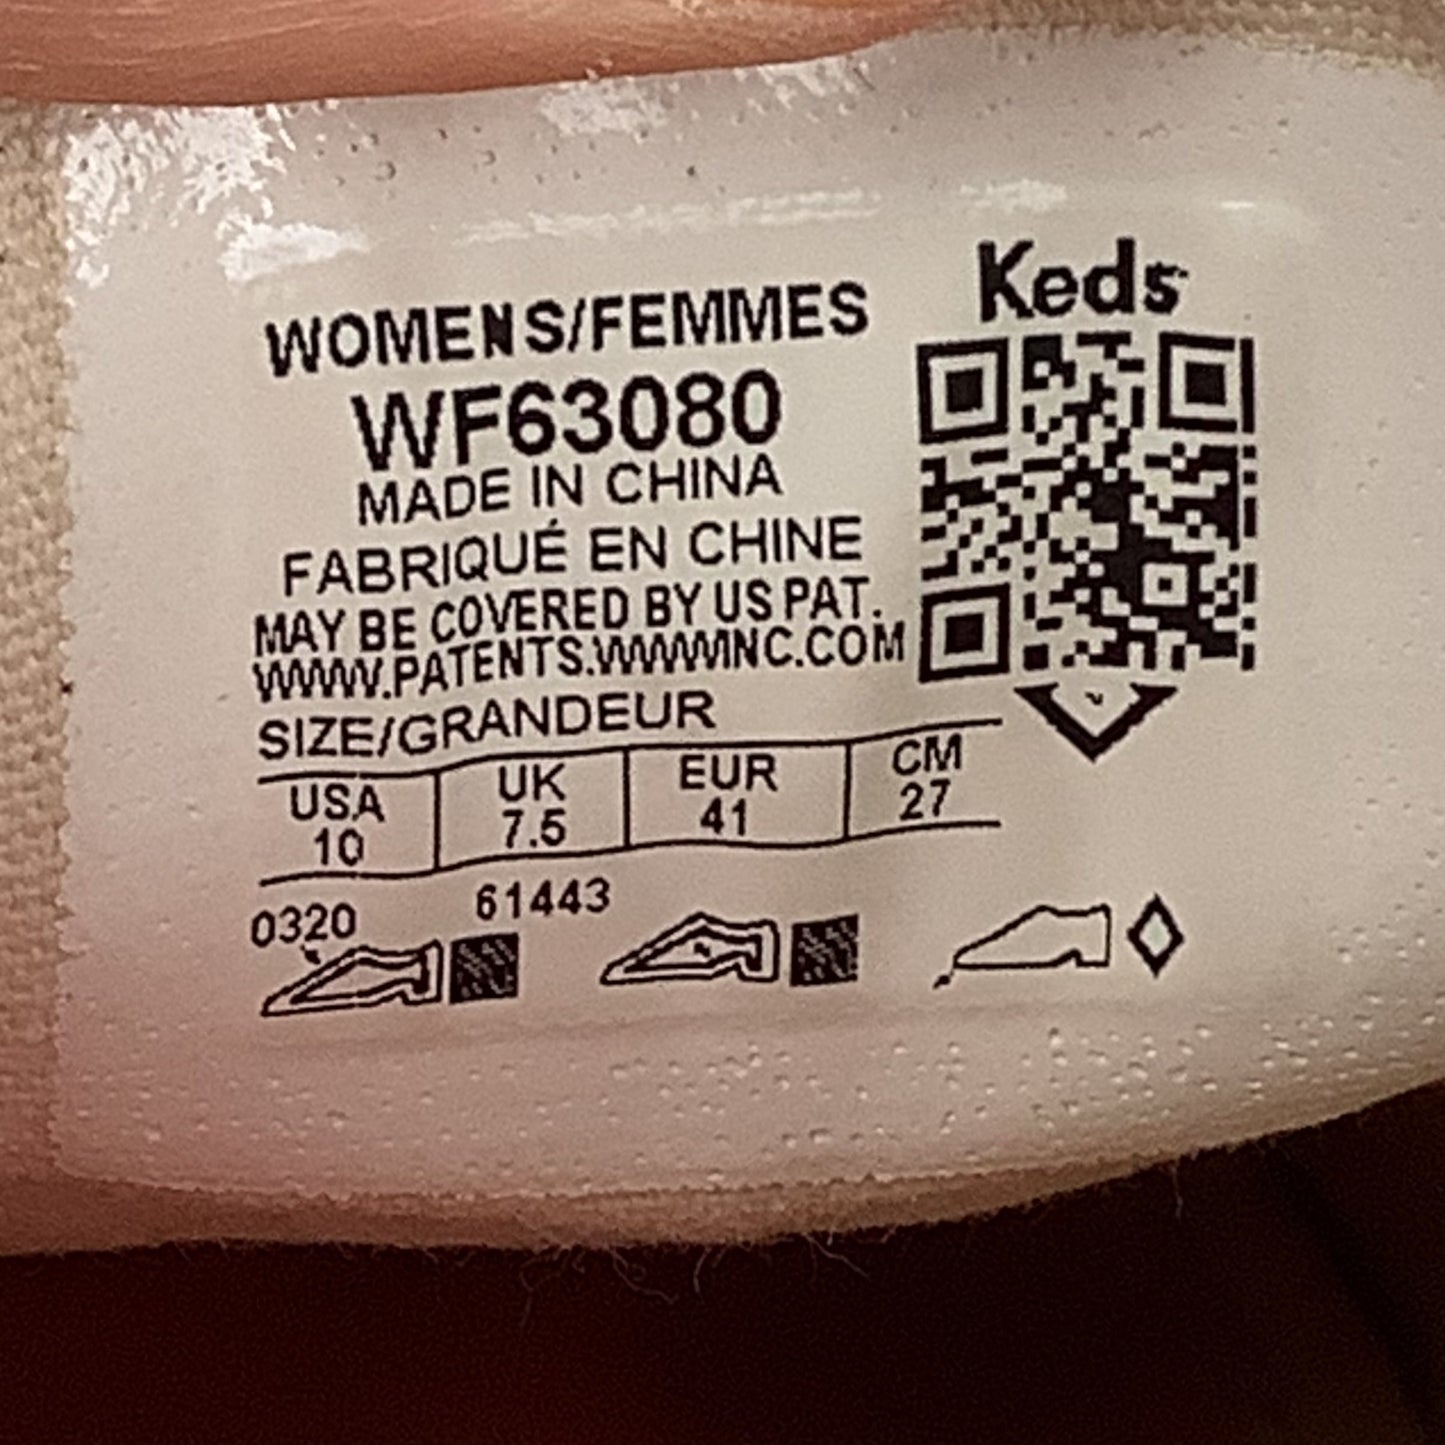 Keds
WOMENS/FEMMES
WF63080
MADE IN CHINA
FABRIQUÉ EN CHINE
MAY BE COVERED BY US PAT.
WWW.PATENTS.WWWINC.COM
SIZE/GRANDEUR
USA UK EUR CM
10 7.5 41 27
0320 61443